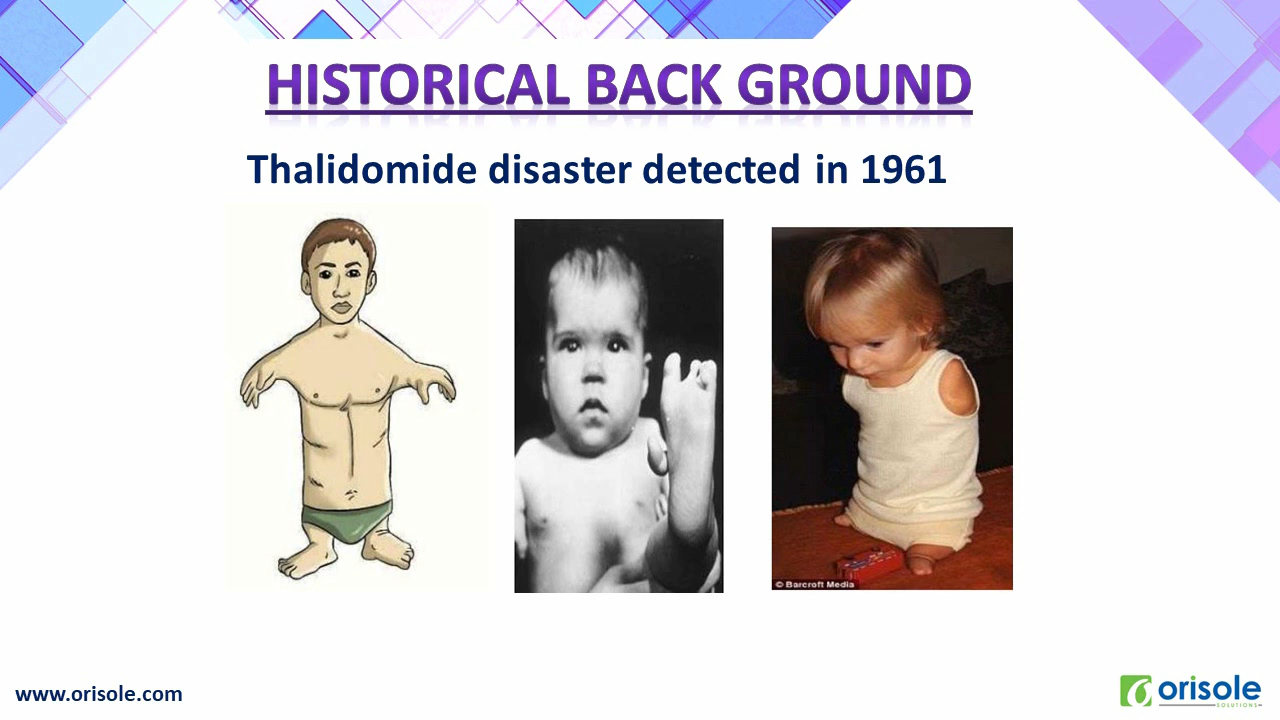 HISTORICAL BACK GROUND
Thalidomide disaster detected in 1961
© Barcroft Media
www.orisole.com
orisole
SOLUTIONS